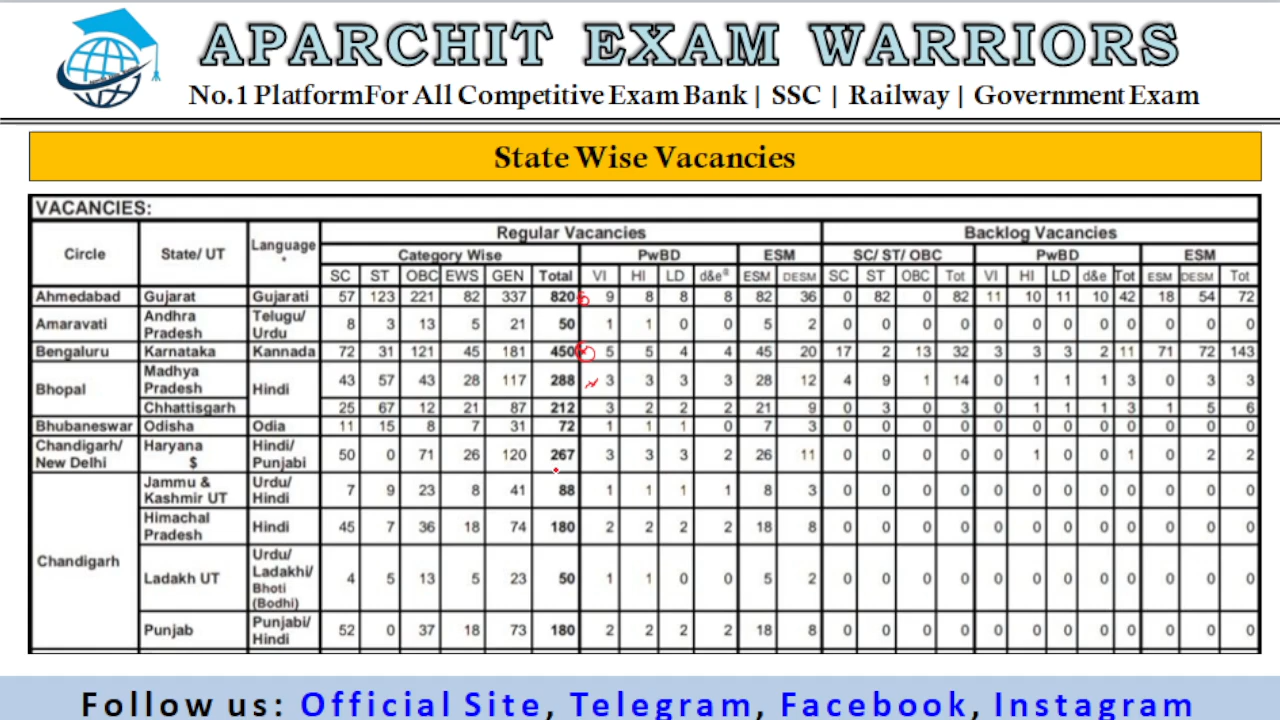 APARCHIT EXAM WARRIORS
No.1 PlatformFor All Competitive Exam Bank | SSC | Railway | Government Exam
State Wise Vacancies
VACANCIES:
Circle State/ UT Language * Regular Vacancies Backlog Vacancies
Category Wise PwBD ESM SC/ ST/ OBC PwBD ESM
SC ST OBC EWS GEN Total VI HI LD d&e® ESM DESM SC ST OBC Tot VI HI LD d&e Tot ESM DESM Tot
Ahmedabad Gujarat Gujarati 57 123 221 82 337 820 9 8 8 8 82 36 0 82 0 82 11 10 11 10 42 18 54 72
Amaravati Andhra Pradesh Telugu/ Urdu 8 3 13 5 21 50 1 1 0 0 5 2 0 0 0 0 0 0 0 0 0 0 0 0
Bengaluru Karnataka Kannada 72 31 121 45 181 450 5 5 4 4 45 20 17 2 13 32 3 3 3 2 11 71 72 143
Bhopal Madhya Pradesh Hindi 43 57 43 28 117 288 3 3 3 3 28 12 4 9 1 14 0 1 1 1 3 0 3 3
Chhattisgarh 25 67 12 21 87 212 3 2 2 2 21 9 0 3 0 3 0 1 1 1 3 1 5 6
Bhubaneswar Odisha Odia 11 15 8 7 31 72 1 1 1 0 7 3 0 0 0 0 0 0 0 0 0 0 0 0
Chandigarh/ New Delhi Haryana $ Hindi/ Punjabi 50 0 71 26 120 267 3 3 3 2 26 11 0 0 0 0 0 1 0 0 1 0 2 2
Chandigarh Jammu & Kashmir UT Urdu/ Hindi 7 9 23 8 41 88 1 1 1 1 8 3 0 0 0 0 0 0 0 0 0 0 0 0
Himachal Pradesh Hindi 45 7 36 18 74 180 2 2 2 2 18 8 0 0 0 0 0 0 0 0 0 0 0 0
Ladakh UT Urdu/ Ladakhi/ Bhoti (Bodhi) 4 5 13 5 23 50 1 1 0 0 5 2 0 0 0 0 0 0 0 0 0 0 0 0
Punjab Punjabi/ Hindi 52 0 37 18 73 180 2 2 2 2 18 8 0 0 0 0 0 0 0 0 0 0 0 0
Follow us: Official Site, Telegram, Facebook, Instagram